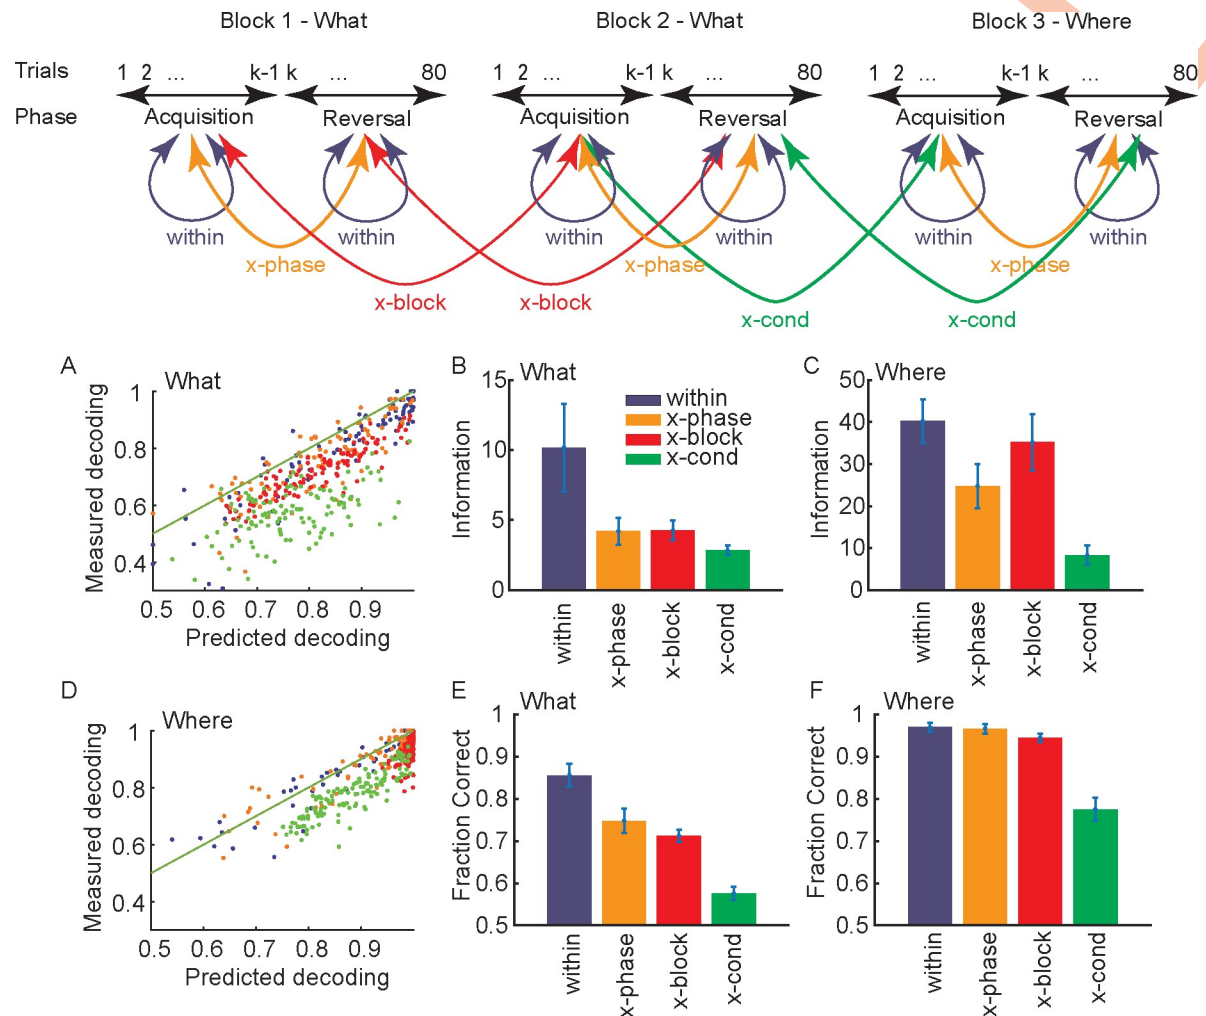 Block 1 - What Block 2 - What Block 3 - Where
Trials 1 2 ... k-1 k ... 80 1 2 ... k-1 k ... 80 1 2 ... k-1 k ... 80
Phase Acquisition Reversal Acquisition Reversal Acquisition Reversal
within within within within within within
x-phase x-phase x-phase
x-block x-block
x-cond x-cond
A What
Measured decoding
1
0.8
0.6
0.4
0.5 0.6 0.7 0.8 0.9
Predicted decoding
B What
Information
15
10
5
0
within
x-phase
x-block
x-cond
within x-phase x-block x-cond
C Where
Information
50
40
30
20
10
0
within x-phase x-block x-cond
D Where
Measured decoding
1
0.8
0.6
0.4
0.5 0.6 0.7 0.8 0.9
Predicted decoding
E What
Fraction Correct
1
0.9
0.8
0.7
0.6
0.5
within x-phase x-block x-cond
F Where
Fraction Correct
1
0.9
0.8
0.7
0.6
0.5
within x-phase x-block x-cond